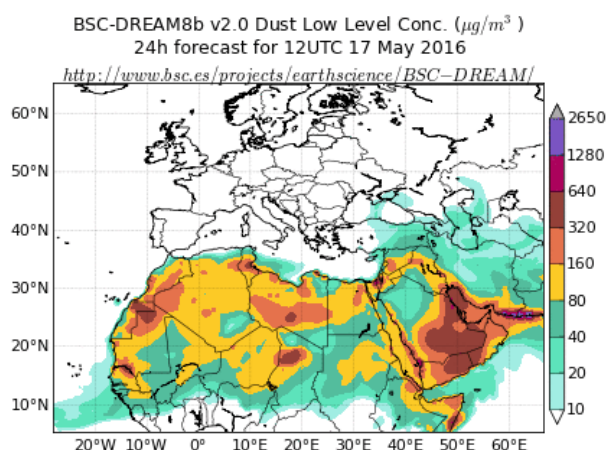 BSC-DREAM8b v2.0 Dust Low Level Conc. (μg/m³ )
24h forecast for 12UTC 17 May 2016
http://www.bsc.es/projects/earthscience/BSC−DREAM/
60°N
50°N
40°N
30°N
20°N
10°N
20°W 10°W 0° 10°E 20°E 30°E 40°E 50°E 60°E
2650
1280
640
320
160
80
40
20
10